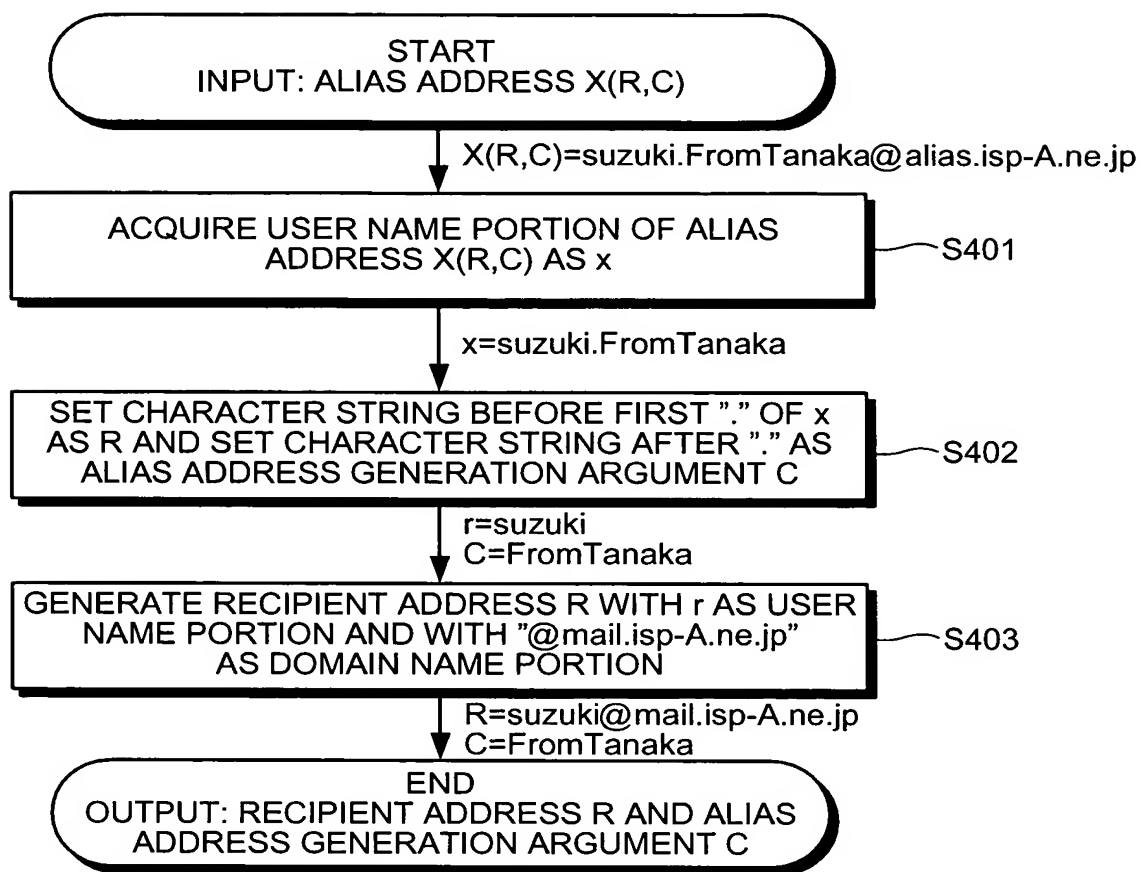 START
INPUT: ALIAS ADDRESS X(R,C)
X(R,C)=suzuki.FromTanaka@alias.isp-A.ne.jp
ACQUIRE USER NAME PORTION OF ALIAS
ADDRESS X(R,C) AS x
S401
x=suzuki.FromTanaka
SET CHARACTER STRING BEFORE FIRST "." OF x
AS R AND SET CHARACTER STRING AFTER "." AS
ALIAS ADDRESS GENERATION ARGUMENT C
S402
r=suzuki
C=FromTanaka
GENERATE RECIPIENT ADDRESS R WITH r AS USER
NAME PORTION AND WITH "@mail.isp-A.ne.jp"
AS DOMAIN NAME PORTION
S403
R=suzuki@mail.isp-A.ne.jp
C=FromTanaka
END
OUTPUT: RECIPIENT ADDRESS R AND ALIAS
ADDRESS GENERATION ARGUMENT C